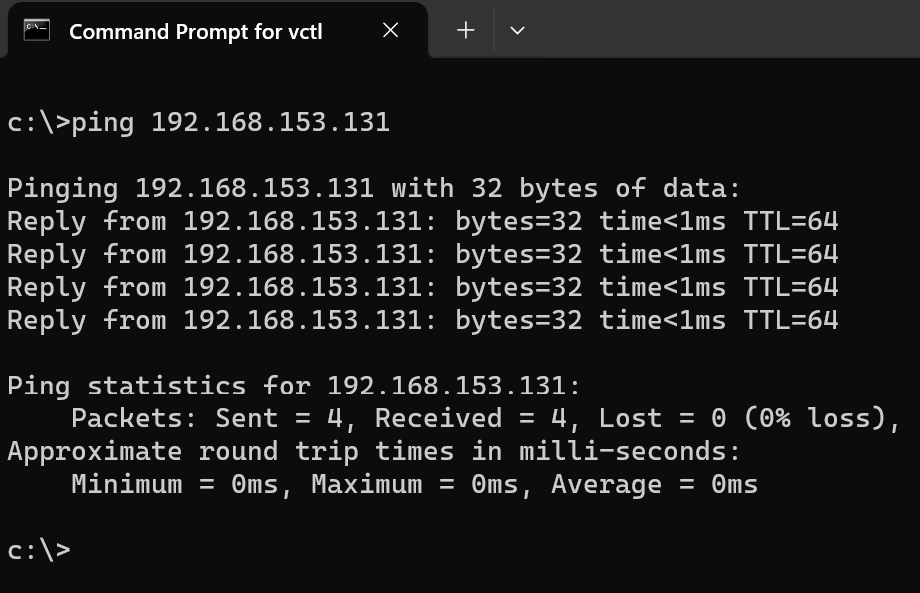 Command Prompt for vctl
c:\>ping 192.168.153.131
Pinging 192.168.153.131 with 32 bytes of data:
Reply from 192.168.153.131: bytes=32 time<1ms TTL=64
Reply from 192.168.153.131: bytes=32 time<1ms TTL=64
Reply from 192.168.153.131: bytes=32 time<1ms TTL=64
Reply from 192.168.153.131: bytes=32 time<1ms TTL=64
Ping statistics for 192.168.153.131:
    Packets: Sent = 4, Received = 4, Lost = 0 (0% loss),
Approximate round trip times in milli-seconds:
    Minimum = 0ms, Maximum = 0ms, Average = 0ms
c:\>